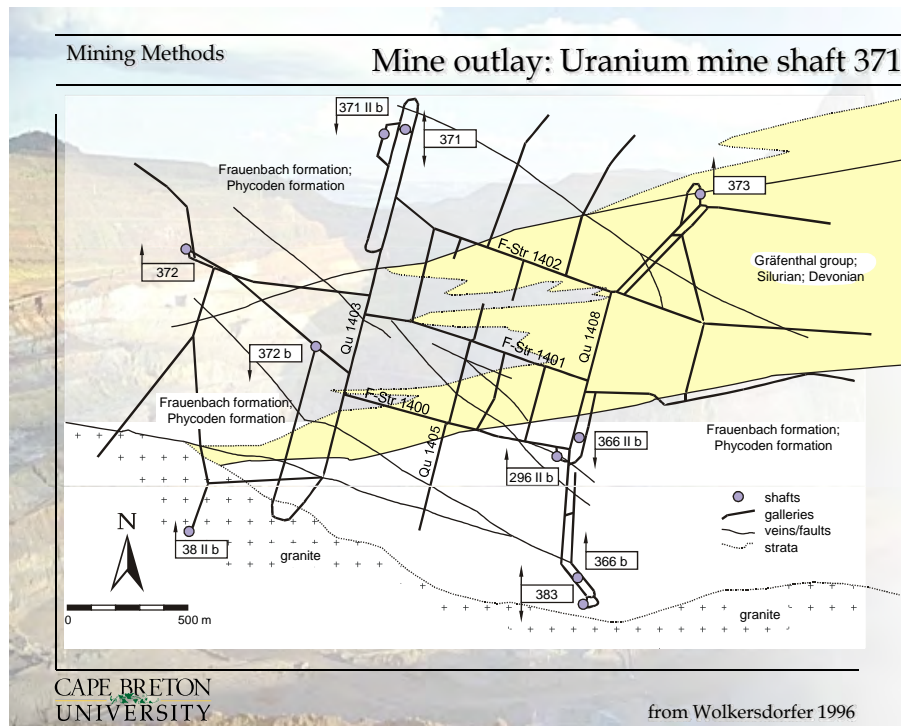 Mining Methods
Mine outlay: Uranium mine shaft 371
371 II b
371
373
Frauenbach formation;
Phycoden formation
F-Str 1402
372
Gräfenthal group;
Silurian; Devonian
Qu 1403
Qu 1408
372 b
F-Str 1401
F-Str 1400
Frauenbach formation;
Phycoden formation
Qu 1405
366 II b
Frauenbach formation;
Phycoden formation
296 II b
shafts
galleries
veins/faults
strata
N
38 II b
granite
366 b
383
0
500 m
granite
CAPE BRETON
UNIVERSITY
from Wolkersdorfer 1996